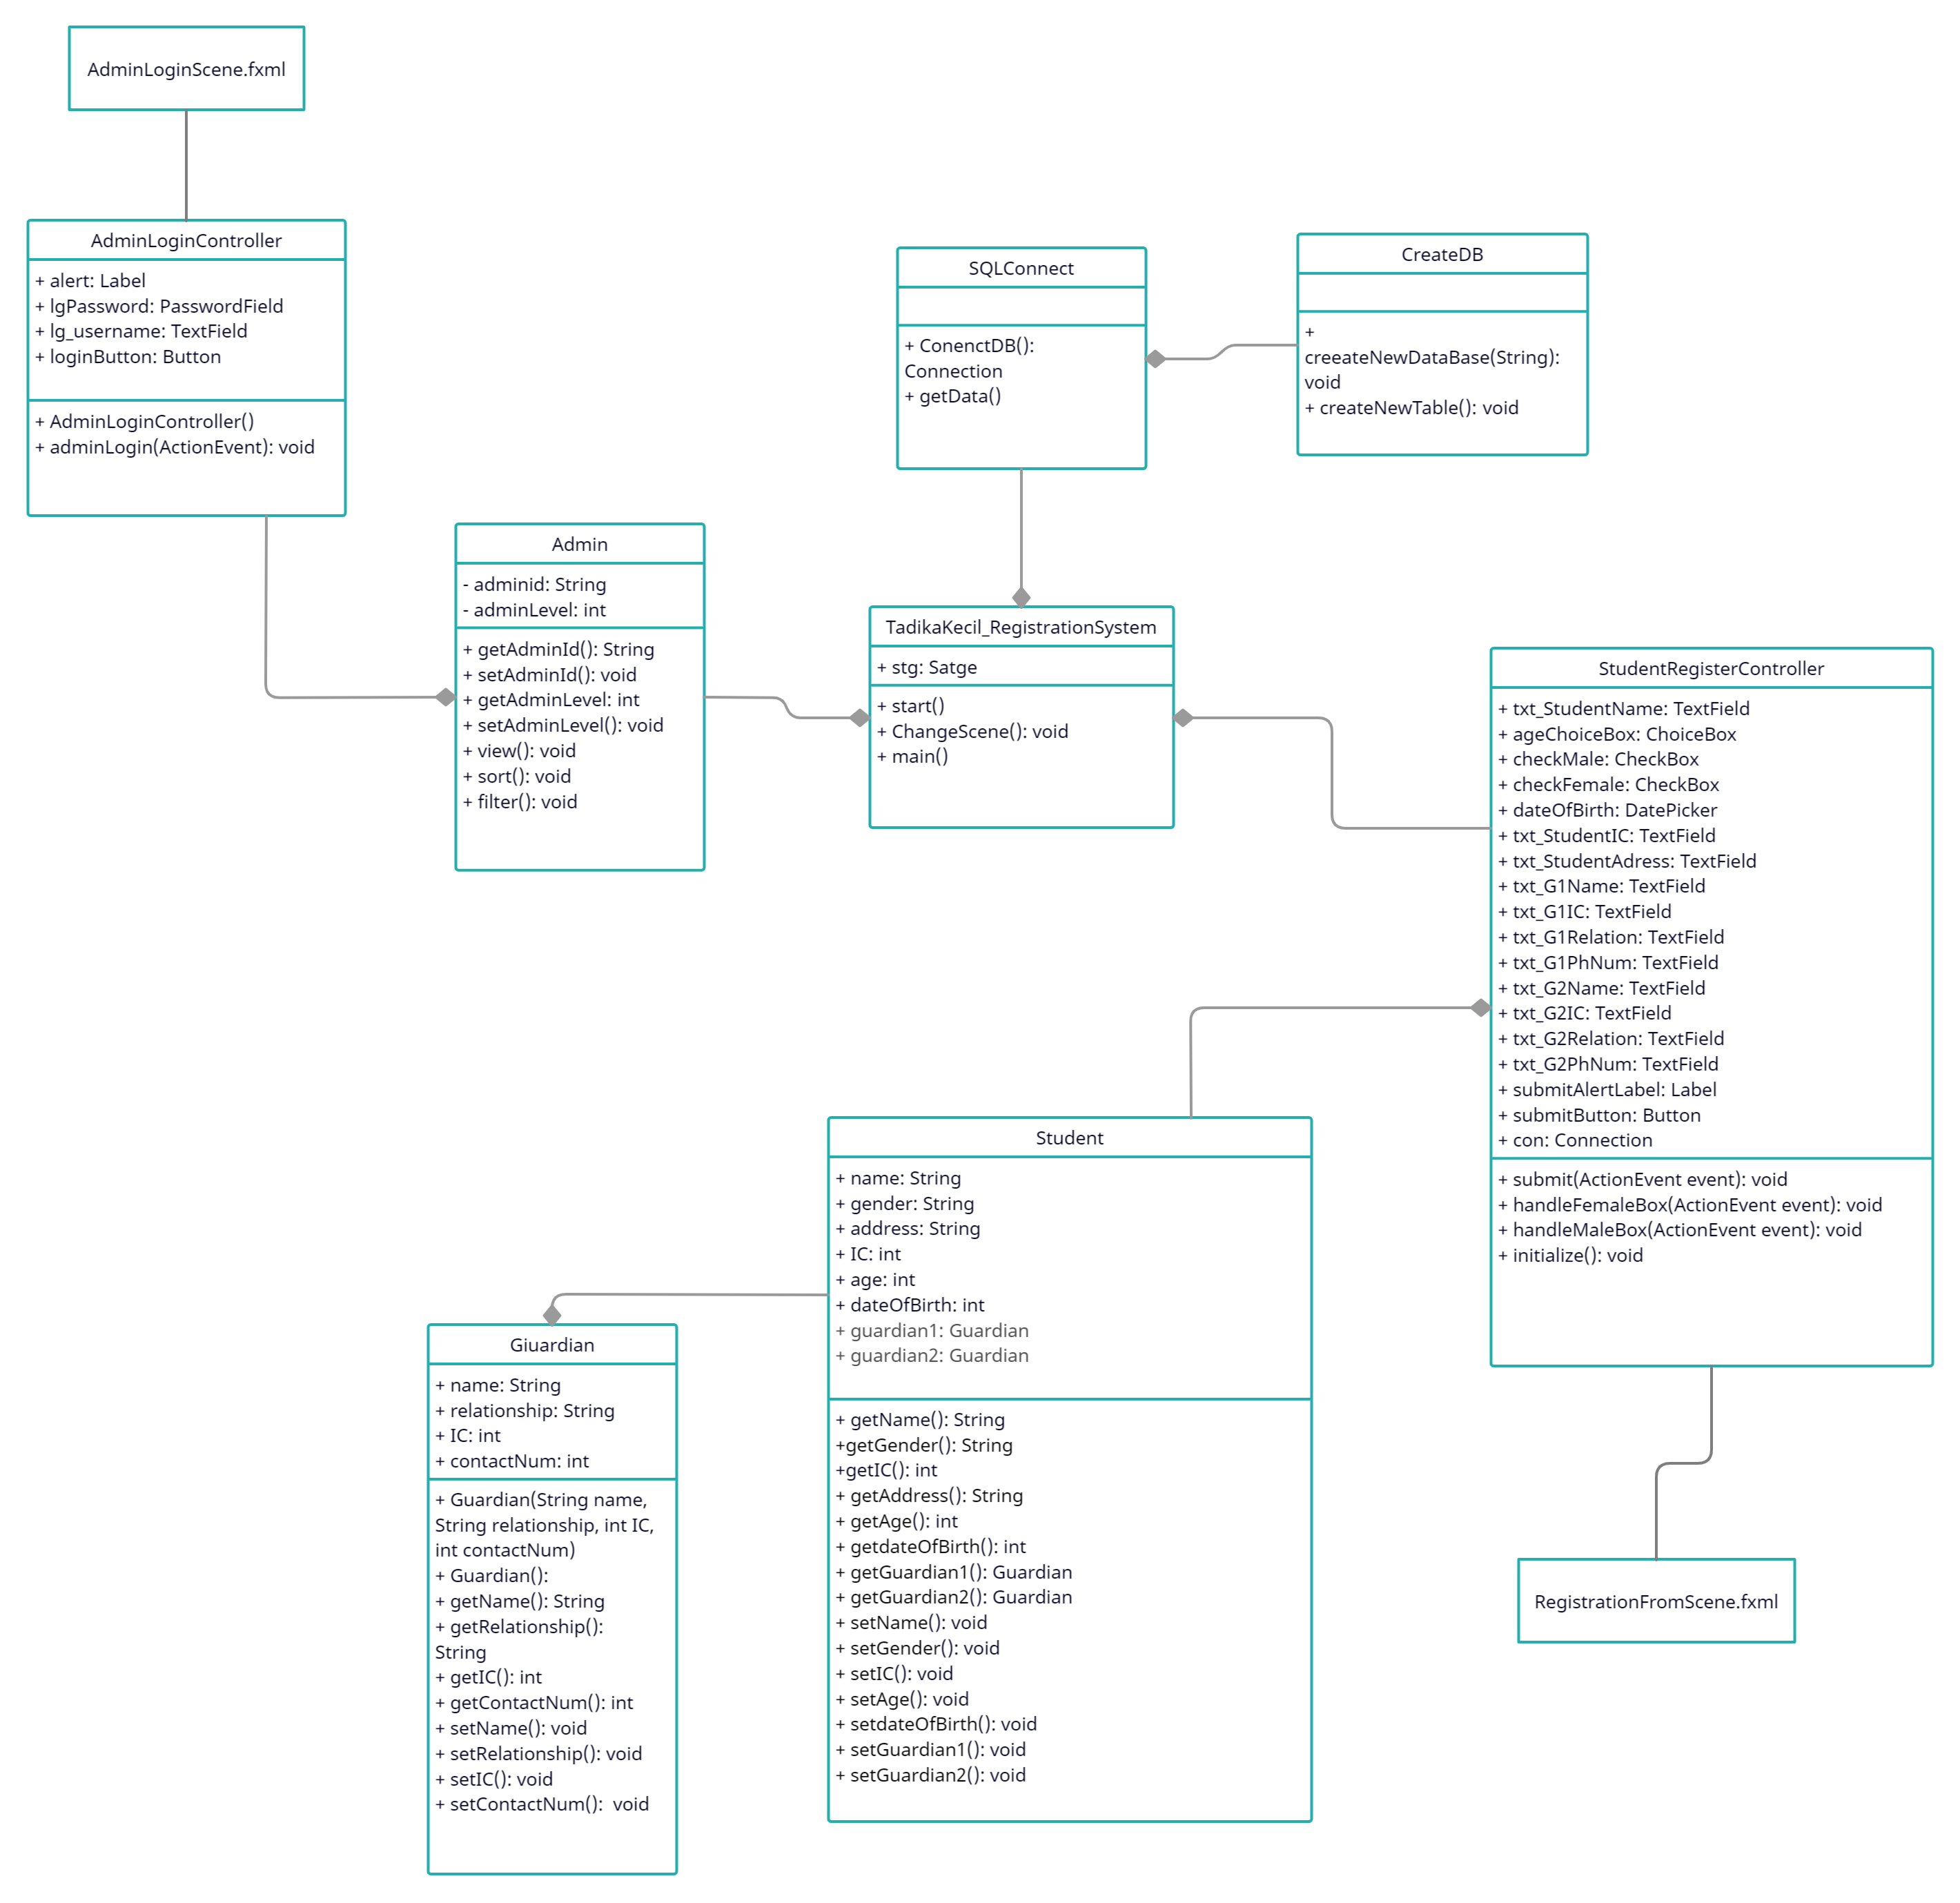 AdminLoginScene.fxml
AdminLoginController
+ alert: Label
+ lgPassword: PasswordField
+ lg_username: TextField
+ loginButton: Button
+ AdminLoginController()
+ adminLogin(ActionEvent): void
SQLConnect
+ ConenctDB():
Connection
+ getData()
CreateDB
+
creeateNewDataBase(String):
void
+ createNewTable(): void
Admin
- adminid: String
- adminLevel: int
+ getAdminId(): String
+ setAdminId(): void
+ getAdminLevel: int
+ setAdminLevel(): void
+ view(): void
+ sort(): void
+ filter(): void
TadikaKecil_RegistrationSystem
+ stg: Satge
+ start()
+ ChangeScene(): void
+ main()
StudentRegisterController
+ txt_StudentName: TextField
+ ageChoiceBox: ChoiceBox
+ checkMale: CheckBox
+ checkFemale: CheckBox
+ dateOfBirth: DatePicker
+ txt_StudentIC: TextField
+ txt_StudentAdress: TextField
+ txt_G1Name: TextField
+ txt_G1IC: TextField
+ txt_G1Relation: TextField
+ txt_G1PhNum: TextField
+ txt_G2Name: TextField
+ txt_G2IC: TextField
+ txt_G2Relation: TextField
+ txt_G2PhNum: TextField
+ submitAlertLabel: Label
+ submitButton: Button
+ con: Connection
+ submit(ActionEvent event): void
+ handleFemaleBox(ActionEvent event): void
+ handleMaleBox(ActionEvent event): void
+ initialize(): void
Student
+ name: String
+ gender: String
+ address: String
+ IC: int
+ age: int
+ dateOfBirth: int
+ guardian1: Guardian
+ guardian2: Guardian
+ getName(): String
+getGender(): String
+getIC(): int
+ getAddress(): String
+ getAge(): int
+ getdateOfBirth(): int
+ getGuardian1(): Guardian
+ getGuardian2(): Guardian
+ setName(): void
+ setGender(): void
+ setIC(): void
+ setAge(): void
+ setdateOfBirth(): void
+ setGuardian1(): void
+ setGuardian2(): void
Giuardian
+ name: String
+ relationship: String
+ IC: int
+ contactNum: int
+ Guardian(String name,
String relationship, int IC,
int contactNum)
+ Guardian():
+ getName(): String
+ getRelationship():
String
+ getIC(): int
+ getContactNum(): int
+ setName(): void
+ setRelationship(): void
+ setIC(): void
+ setContactNum():  void
RegistrationFromScene.fxml